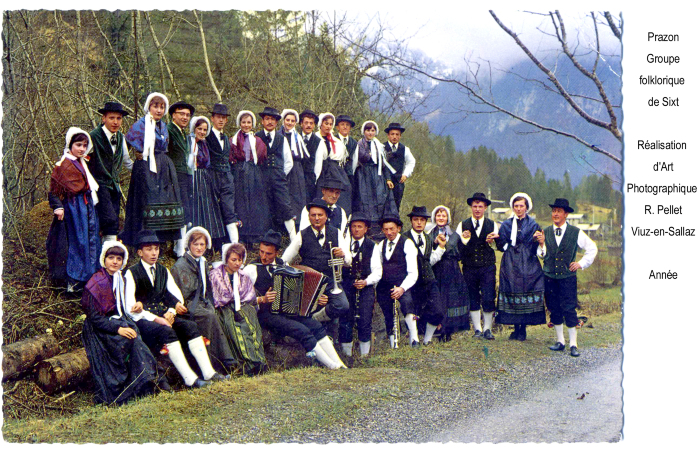 Prazon
Groupe
folklorique
de Sixt
Réalisation
d'Art
Photographique
R. Pellet
Viuz-en-Sallaz
Année